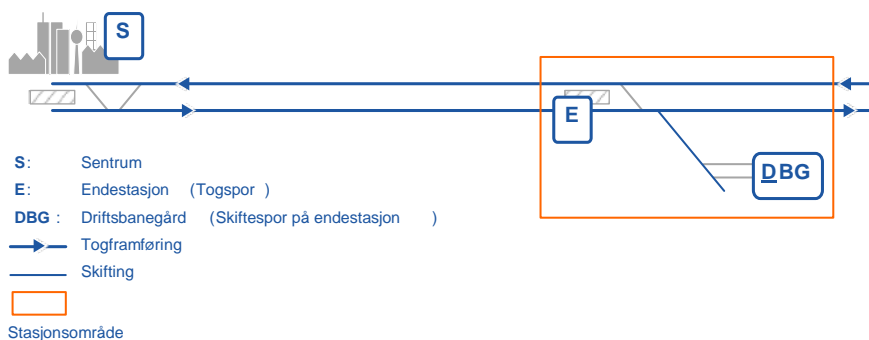 S
E
DBG
S: Sentrum
E: Endestasjon (Togspor )
DBG : Driftsbanegård (Skiftespor på endestasjon )
Togframføring
Skifting
Stasjonsområde